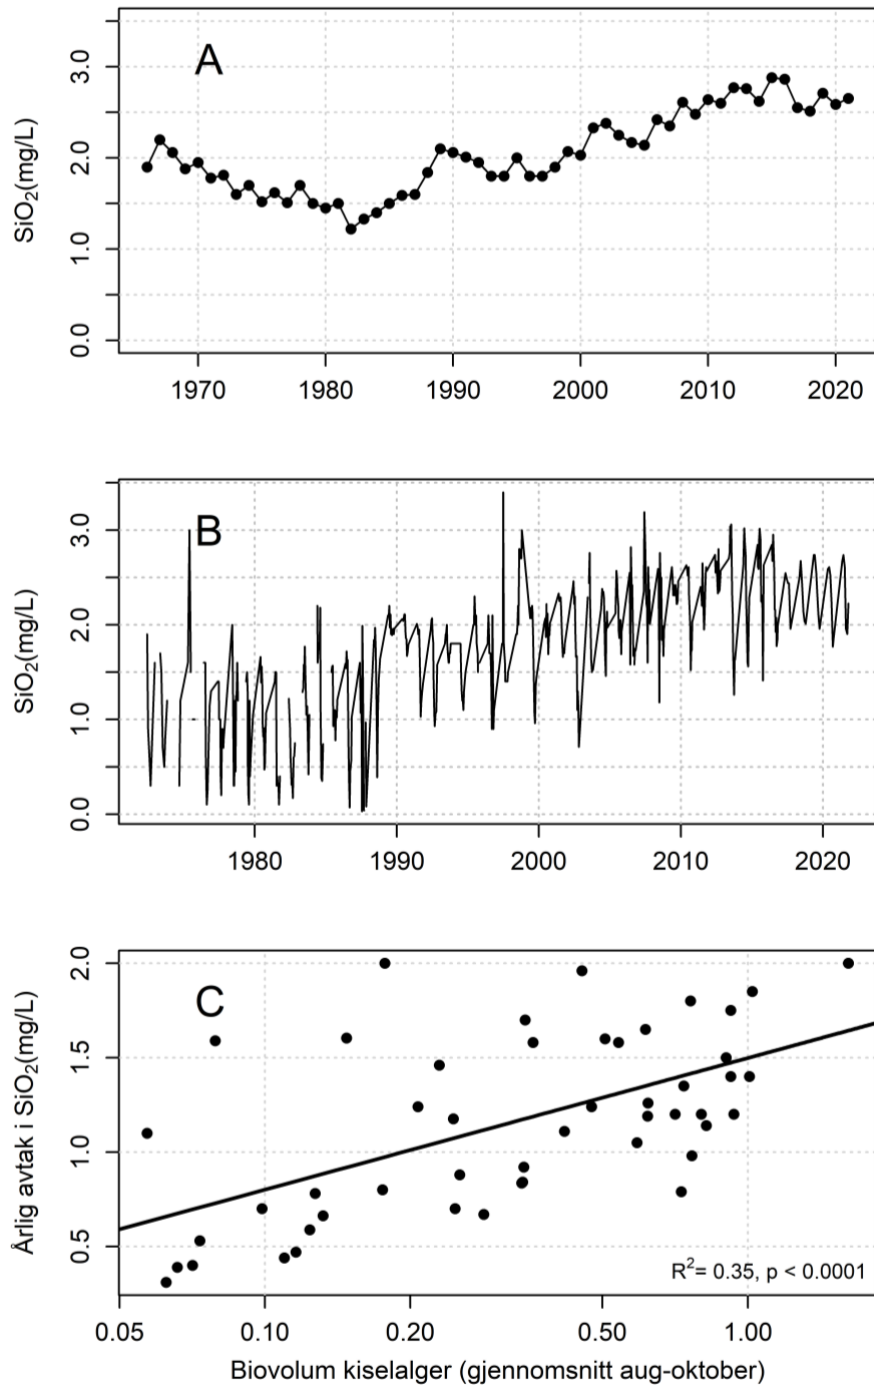 A
SiO2(mg/L)
3.0
2.0
1.0
0.0
1970 1980 1990 2000 2010 2020
B
SiO2(mg/L)
3.0
2.0
1.0
0.0
1980 1990 2000 2010 2020
C
Årlig avtak i SiO2(mg/L)
2.0
1.5
1.0
0.5
R2= 0.35, p < 0.0001
0.05 0.10 0.20 0.50 1.00
Biovolum kiselalger (gjennomsnitt aug-oktober)